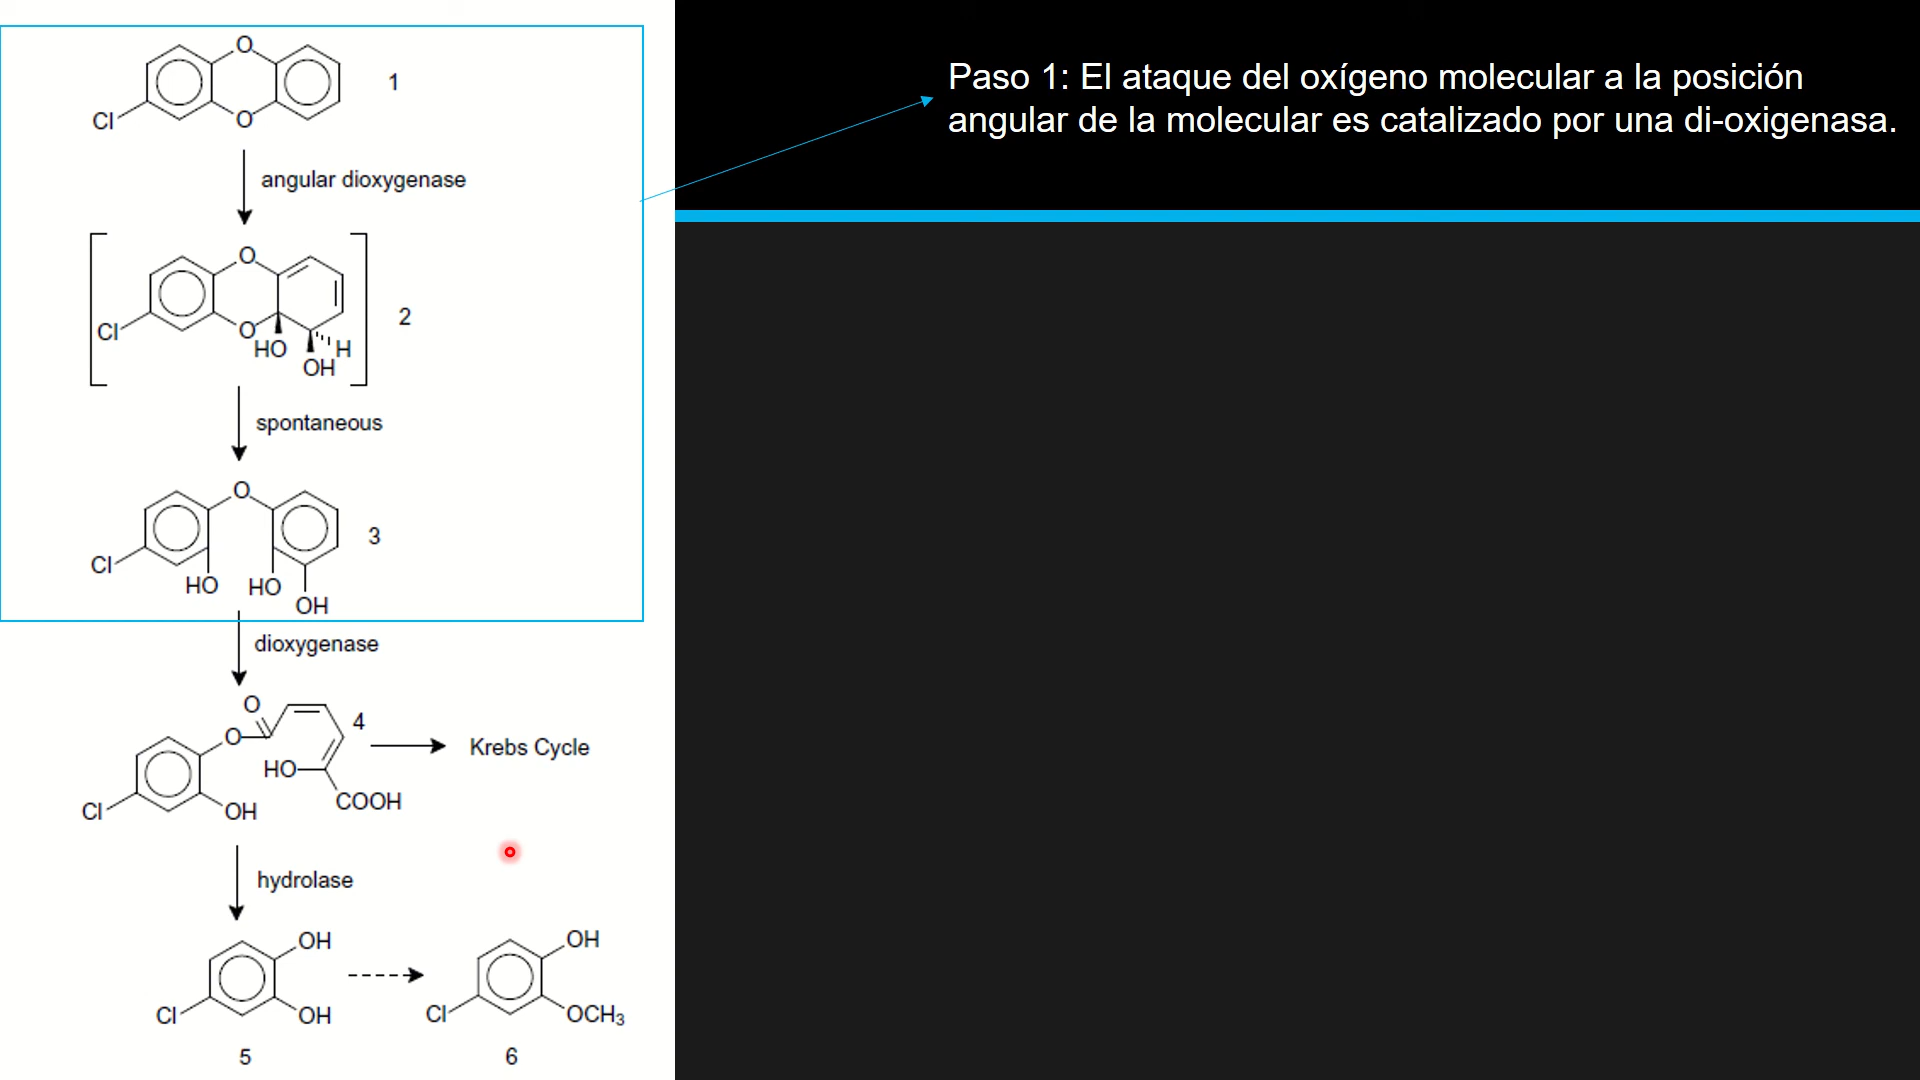 O
1
Cl
O
angular dioxygenase
O
2
Cl
O
HO
H
OH
spontaneous
O
3
Cl
HO
HO
OH
dioxygenase
O
4
O
Krebs Cycle
HO
COOH
Cl
OH
hydrolase
OH
OH
Cl
OH
Cl
OCH₃
5
6
Paso 1: El ataque del oxígeno molecular a la posición
angular de la molecular es catalizado por una di-oxigenasa.